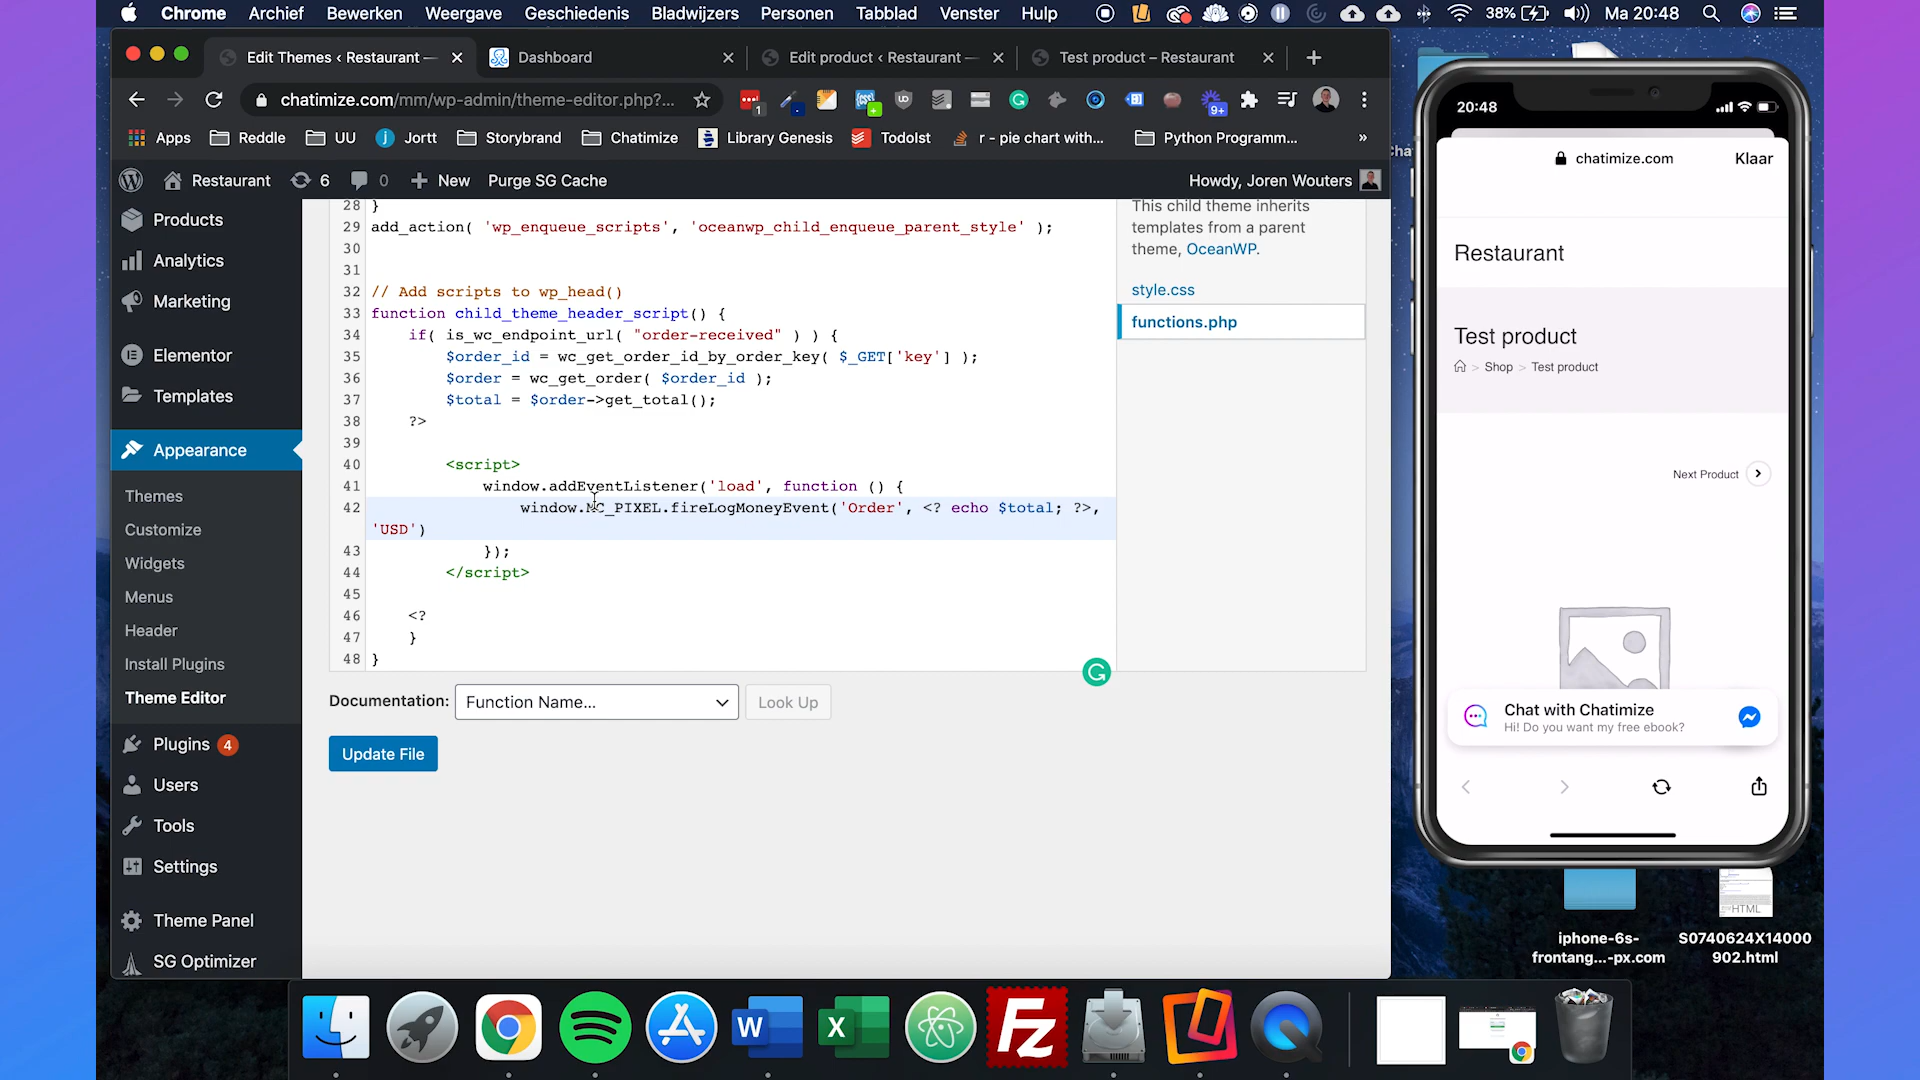 Chrome Archief Bewerken Weergave Geschiedenis Bladwijzers Personen Tabblad Venster Hulp 38% Ma 20:48
Edit Themes ‹ Restaurant —
Dashboard
Edit product ‹ Restaurant —
Test product – Restaurant
chatimize.com/mm/wp-admin/theme-editor.php?...
1
9+
Apps Reddle UU Jortt Storybrand Chatimize Library Genesis TodoIst r - pie chart with... Python Programm... »
Restaurant 6 0 New Purge SG Cache Howdy, Joren Wouters
Products
Analytics
Marketing
Elementor
Templates
Appearance
Themes
Customize
Widgets
Menus
Header
Install Plugins
Theme Editor
Plugins 4
Users
Tools
Settings
Theme Panel
SG Optimizer
28 }
29 add_action( 'wp_enqueue_scripts', 'oceanwp_child_enqueue_parent_style' );
30
31
32 // Add scripts to wp_head()
33 function child_theme_header_script() {
34 if( is_wc_endpoint_url( "order-received" ) ) {
35 $order_id = wc_get_order_id_by_order_key( $_GET['key'] );
36 $order = wc_get_order( $order_id );
37 $total = $order->get_total();
38 ?>
39
40 <script>
41 window.addEventListener('load', function () {
42 window.MC_PIXEL.fireLogMoneyEvent('Order', <? echo $total; ?>,
'USD')
43 });
44 </script>
45
46 <?
47 }
48 }
This child theme inherits
templates from a parent
theme, OceanWP.
style.css
functions.php
Documentation: Function Name... Look Up
Update File
20:48
chatimize.com Klaar
Restaurant
Test product
> Shop > Test product
Next Product
Chat with Chatimize
Hi! Do you want my free ebook?
HTML
iphone-6s-
frontang...-px.com
S0740624X14000
902.html
W
X
Fz